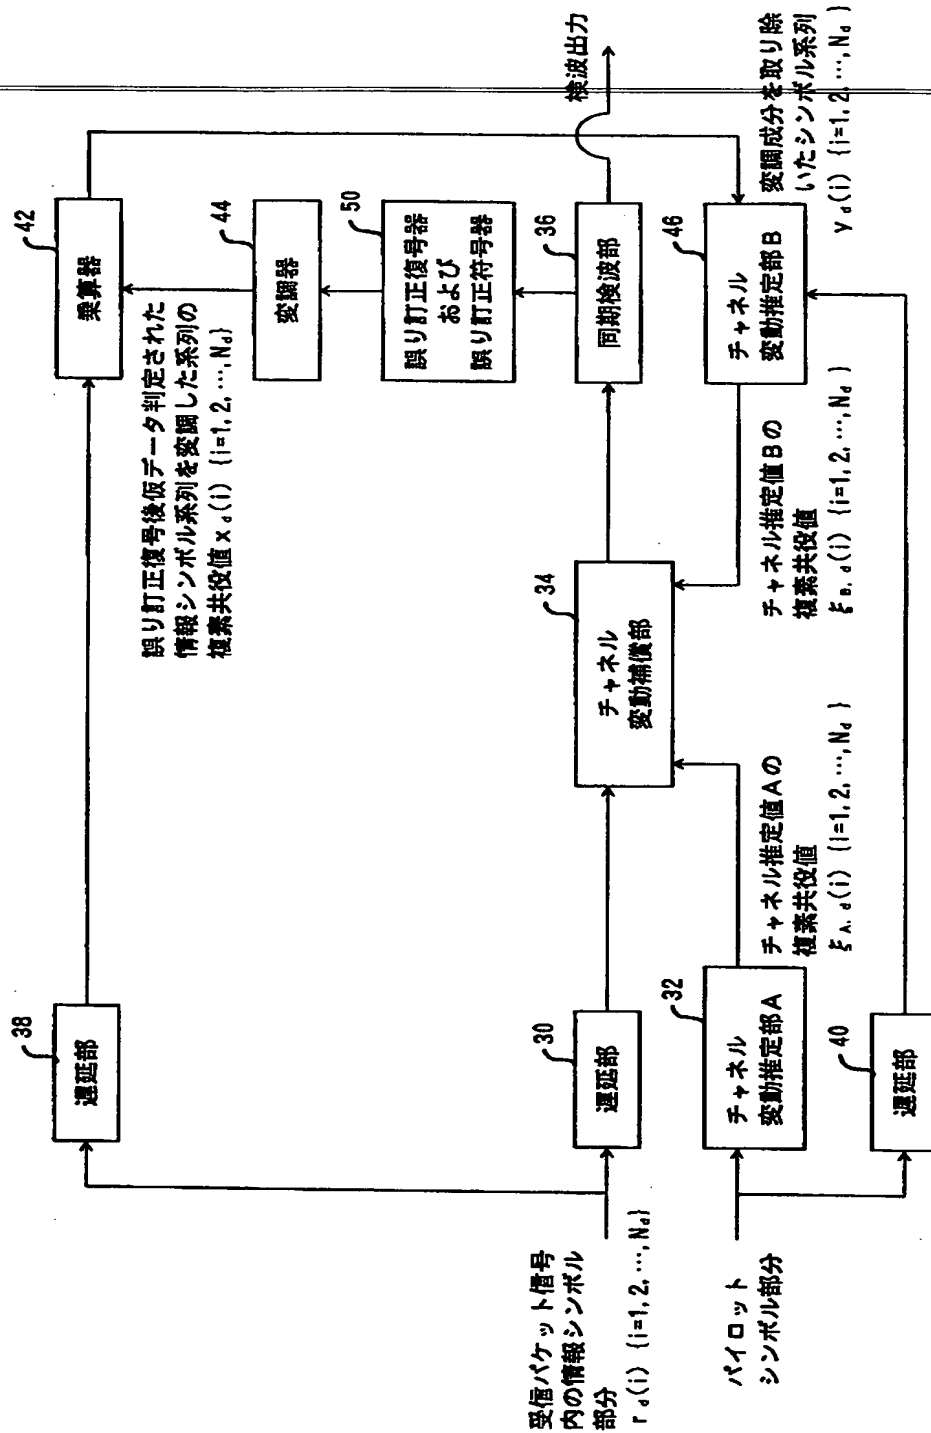 受信パケット信号
内の情報シンボル
部分
r_d(i) {i=1,2,…,N_d}
パイロット
シンボル部分
38
遅延部
30
遅延部
32
チャネル
変動推定部A
40
遅延部
チャネル推定値Aの
複素共役値
ξ_{A,d}(i) {i=1,2,…,N_d}
34
チャネル
変動補償部
チャネル推定値Bの
複素共役値
ξ_{B,d}(i) {i=1,2,…,N_d}
誤り訂正復号後仮データ判定された
情報シンボル系列を変調した系列の
複素共役値x_d(i) {i=1,2,…,N_d}
42
乗算器
44
変調器
50
誤り訂正復号器
および
誤り訂正符号器
36
同期検波部
46
チャネル
変動推定部B
検波出力
変調成分を取り除
いたシンボル系列
y_d(i) {i=1,2,…,N_d}